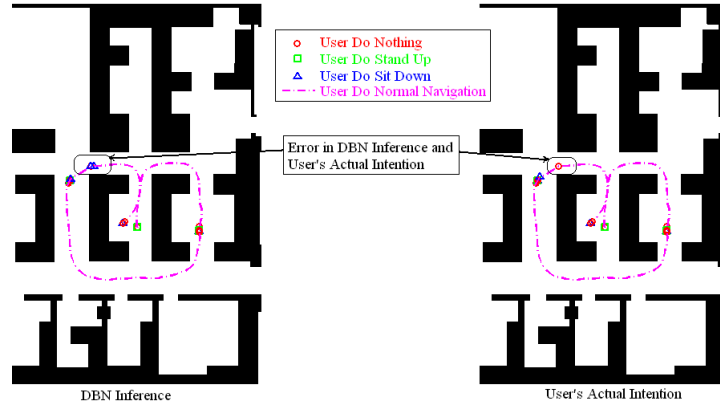 User Do Nothing
User Do Stand Up
User Do Sit Down
User Do Normal Navigation
Error in DBN Inference and
User's Actual Intention
DBN Inference
User's Actual Intention